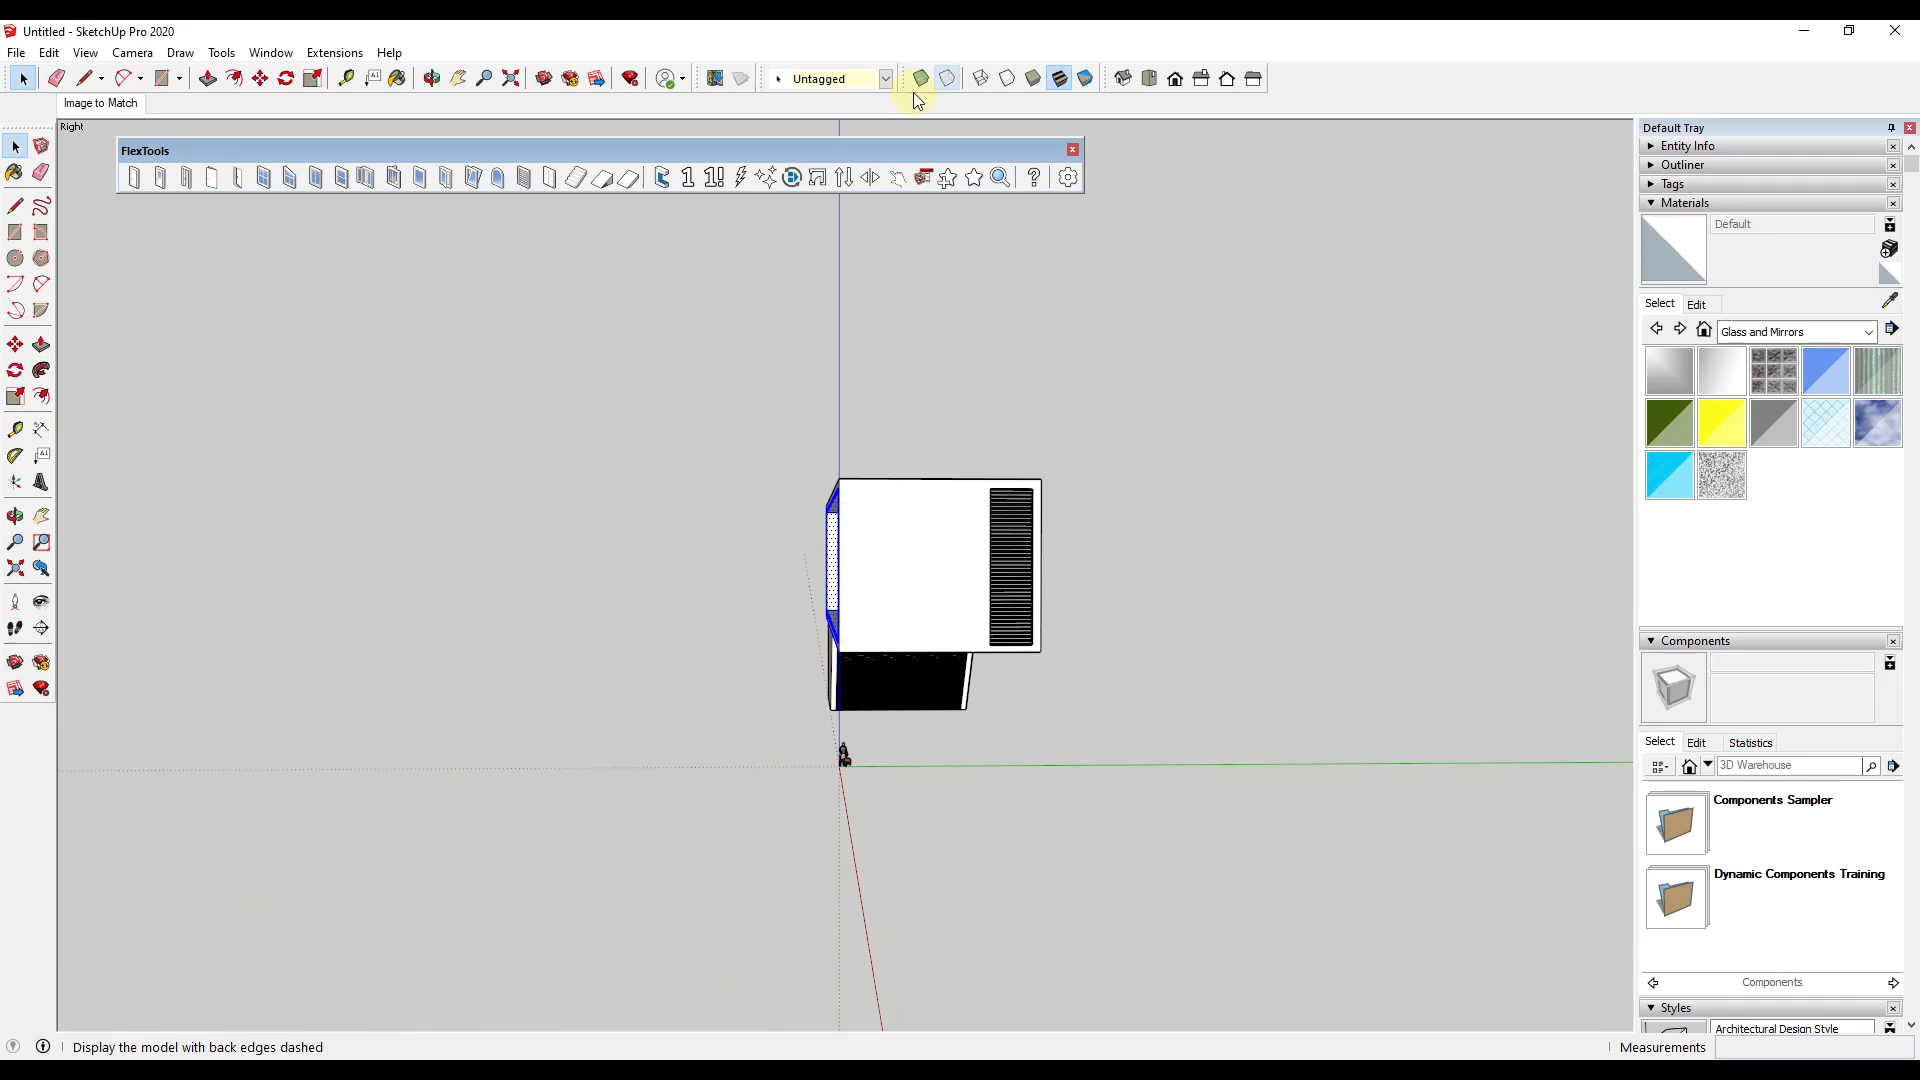 Untitled - SketchUp Pro 2020
File Edit View Camera Draw Tools Window Extensions Help
Untagged
Image to Match
Right
FlexTools
Default Tray
Entity Info
Outliner
Tags
Materials
Default
Select Edit
Glass and Mirrors
Components
Select Edit Statistics
3D Warehouse
Components Sampler
Dynamic Components Training
Components
Styles
Architectural Design Style
Display the model with back edges dashed
Measurements